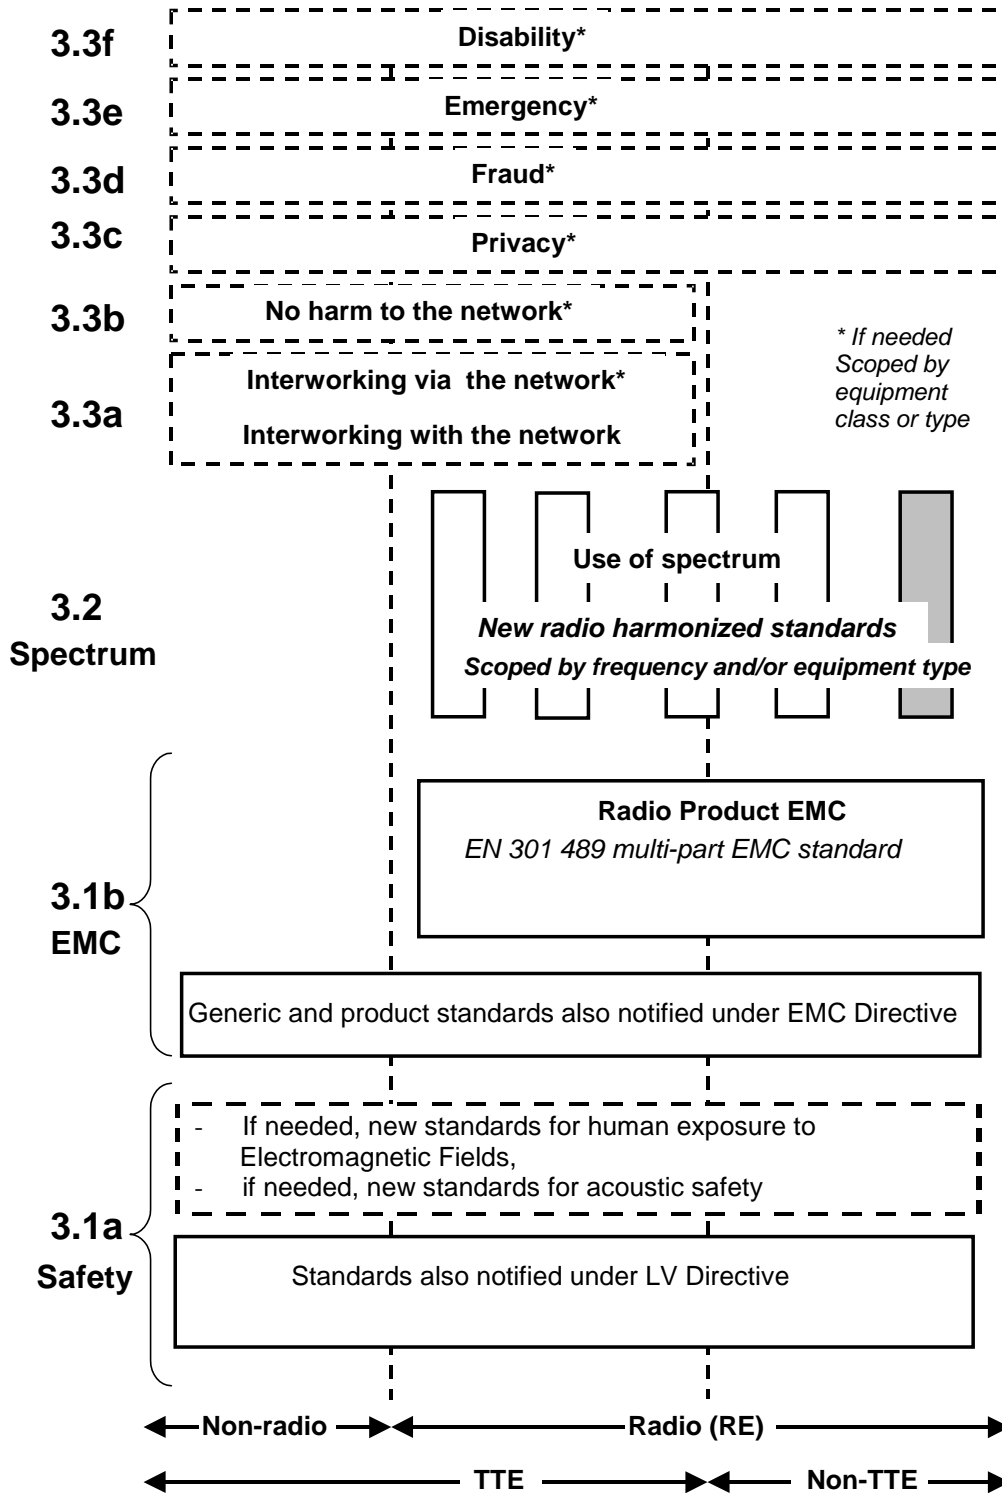 3.3f
Disability*
3.3e
Emergency*
3.3d
Fraud*
3.3c
Privacy*
3.3b
No harm to the network*
* If needed
Scoped by
equipment
class or type
3.3a
Interworking via the network*
Interworking with the network
3.2
Spectrum
Use of spectrum
New radio harmonized standards
Scoped by frequency and/or equipment type
3.1b
EMC
Radio Product EMC
EN 301 489 multi-part EMC standard
Generic and product standards also notified under EMC Directive
3.1a
Safety
- If needed, new standards for human exposure to
Electromagnetic Fields,
- if needed, new standards for acoustic safety
Standards also notified under LV Directive
Non-radio
Radio (RE)
TTE
Non-TTE